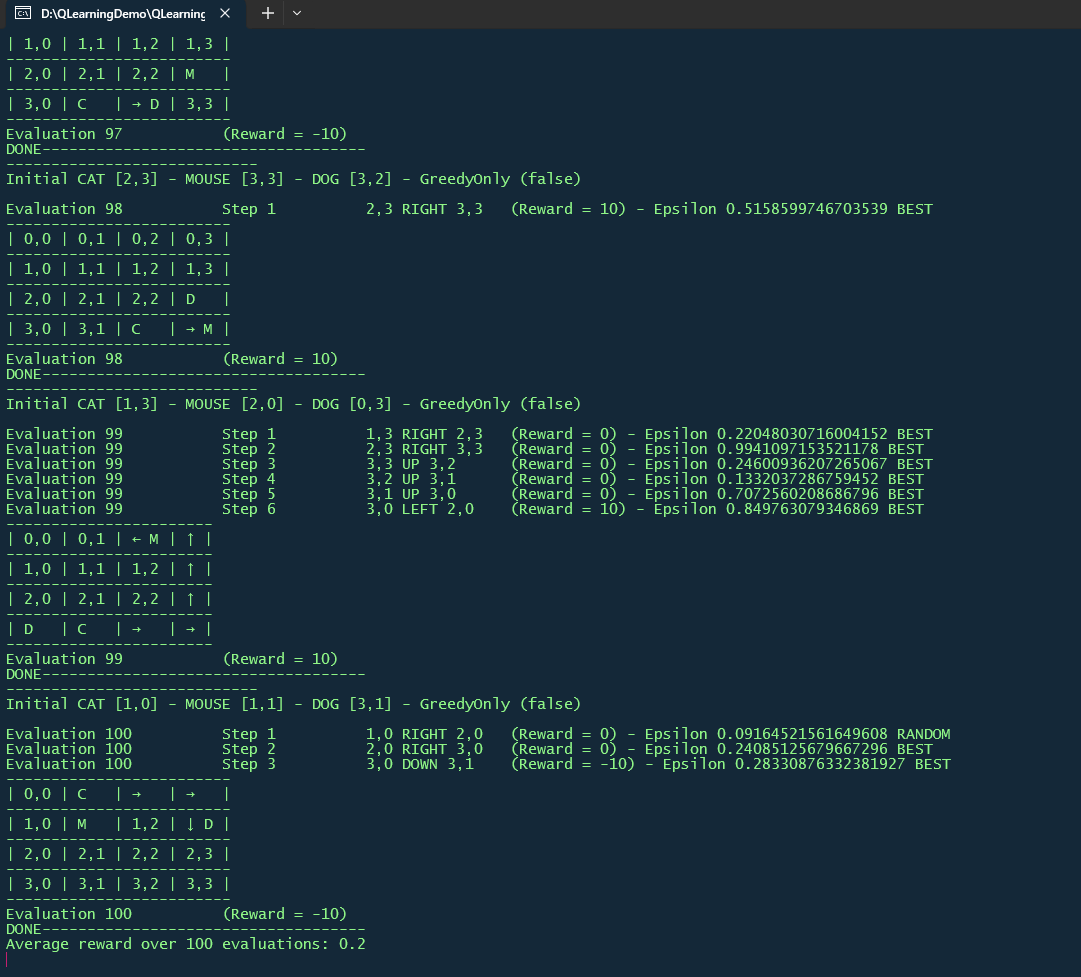 D:\QLearningDemo\QLearning
| 1,0 | 1,1 | 1,2 | 1,3 |
-------------------------
| 2,0 | 2,1 | 2,2 | M   |
-------------------------
| 3,0 | C   | → D | 3,3 |
-------------------------
Evaluation 97           (Reward = -10)
DONE------------------------------------
----------------------------
Initial CAT [2,3] - MOUSE [3,3] - DOG [3,2] - GreedyOnly (false)
Evaluation 98           Step 1          2,3 RIGHT 3,3   (Reward = 10) - Epsilon 0.5158599746703539 BEST
-------------------------
| 0,0 | 0,1 | 0,2 | 0,3 |
-------------------------
| 1,0 | 1,1 | 1,2 | 1,3 |
-------------------------
| 2,0 | 2,1 | 2,2 | D   |
-------------------------
| 3,0 | 3,1 | C   | → M |
-------------------------
Evaluation 98           (Reward = 10)
DONE------------------------------------
----------------------------
Initial CAT [1,3] - MOUSE [2,0] - DOG [0,3] - GreedyOnly (false)
Evaluation 99           Step 1          1,3 RIGHT 2,3   (Reward = 0) - Epsilon 0.22048030716004152 BEST
Evaluation 99           Step 2          2,3 RIGHT 3,3   (Reward = 0) - Epsilon 0.9941097153521178 BEST
Evaluation 99           Step 3          3,3 UP 3,2      (Reward = 0) - Epsilon 0.24600936207265067 BEST
Evaluation 99           Step 4          3,2 UP 3,1      (Reward = 0) - Epsilon 0.1332037286759452 BEST
Evaluation 99           Step 5          3,1 UP 3,0      (Reward = 0) - Epsilon 0.7072560208686796 BEST
Evaluation 99           Step 6          3,0 LEFT 2,0    (Reward = 10) - Epsilon 0.849763079346869 BEST
-----------------------
| 0,0 | 0,1 | ← M | ↑ |
-----------------------
| 1,0 | 1,1 | 1,2 | ↑ |
-----------------------
| 2,0 | 2,1 | 2,2 | ↑ |
-----------------------
| D   | C   | →   | → |
-----------------------
Evaluation 99           (Reward = 10)
DONE------------------------------------
----------------------------
Initial CAT [1,0] - MOUSE [1,1] - DOG [3,1] - GreedyOnly (false)
Evaluation 100          Step 1          1,0 RIGHT 2,0   (Reward = 0) - Epsilon 0.09164521561649608 RANDOM
Evaluation 100          Step 2          2,0 RIGHT 3,0   (Reward = 0) - Epsilon 0.24085125679667296 BEST
Evaluation 100          Step 3          3,0 DOWN 3,1    (Reward = -10) - Epsilon 0.28330876332381927 BEST
-------------------------
| 0,0 | C   | →   | →   |
-------------------------
| 1,0 | M   | 1,2 | ↓ D |
-------------------------
| 2,0 | 2,1 | 2,2 | 2,3 |
-------------------------
| 3,0 | 3,1 | 3,2 | 3,3 |
-------------------------
Evaluation 100          (Reward = -10)
DONE------------------------------------
Average reward over 100 evaluations: 0.2